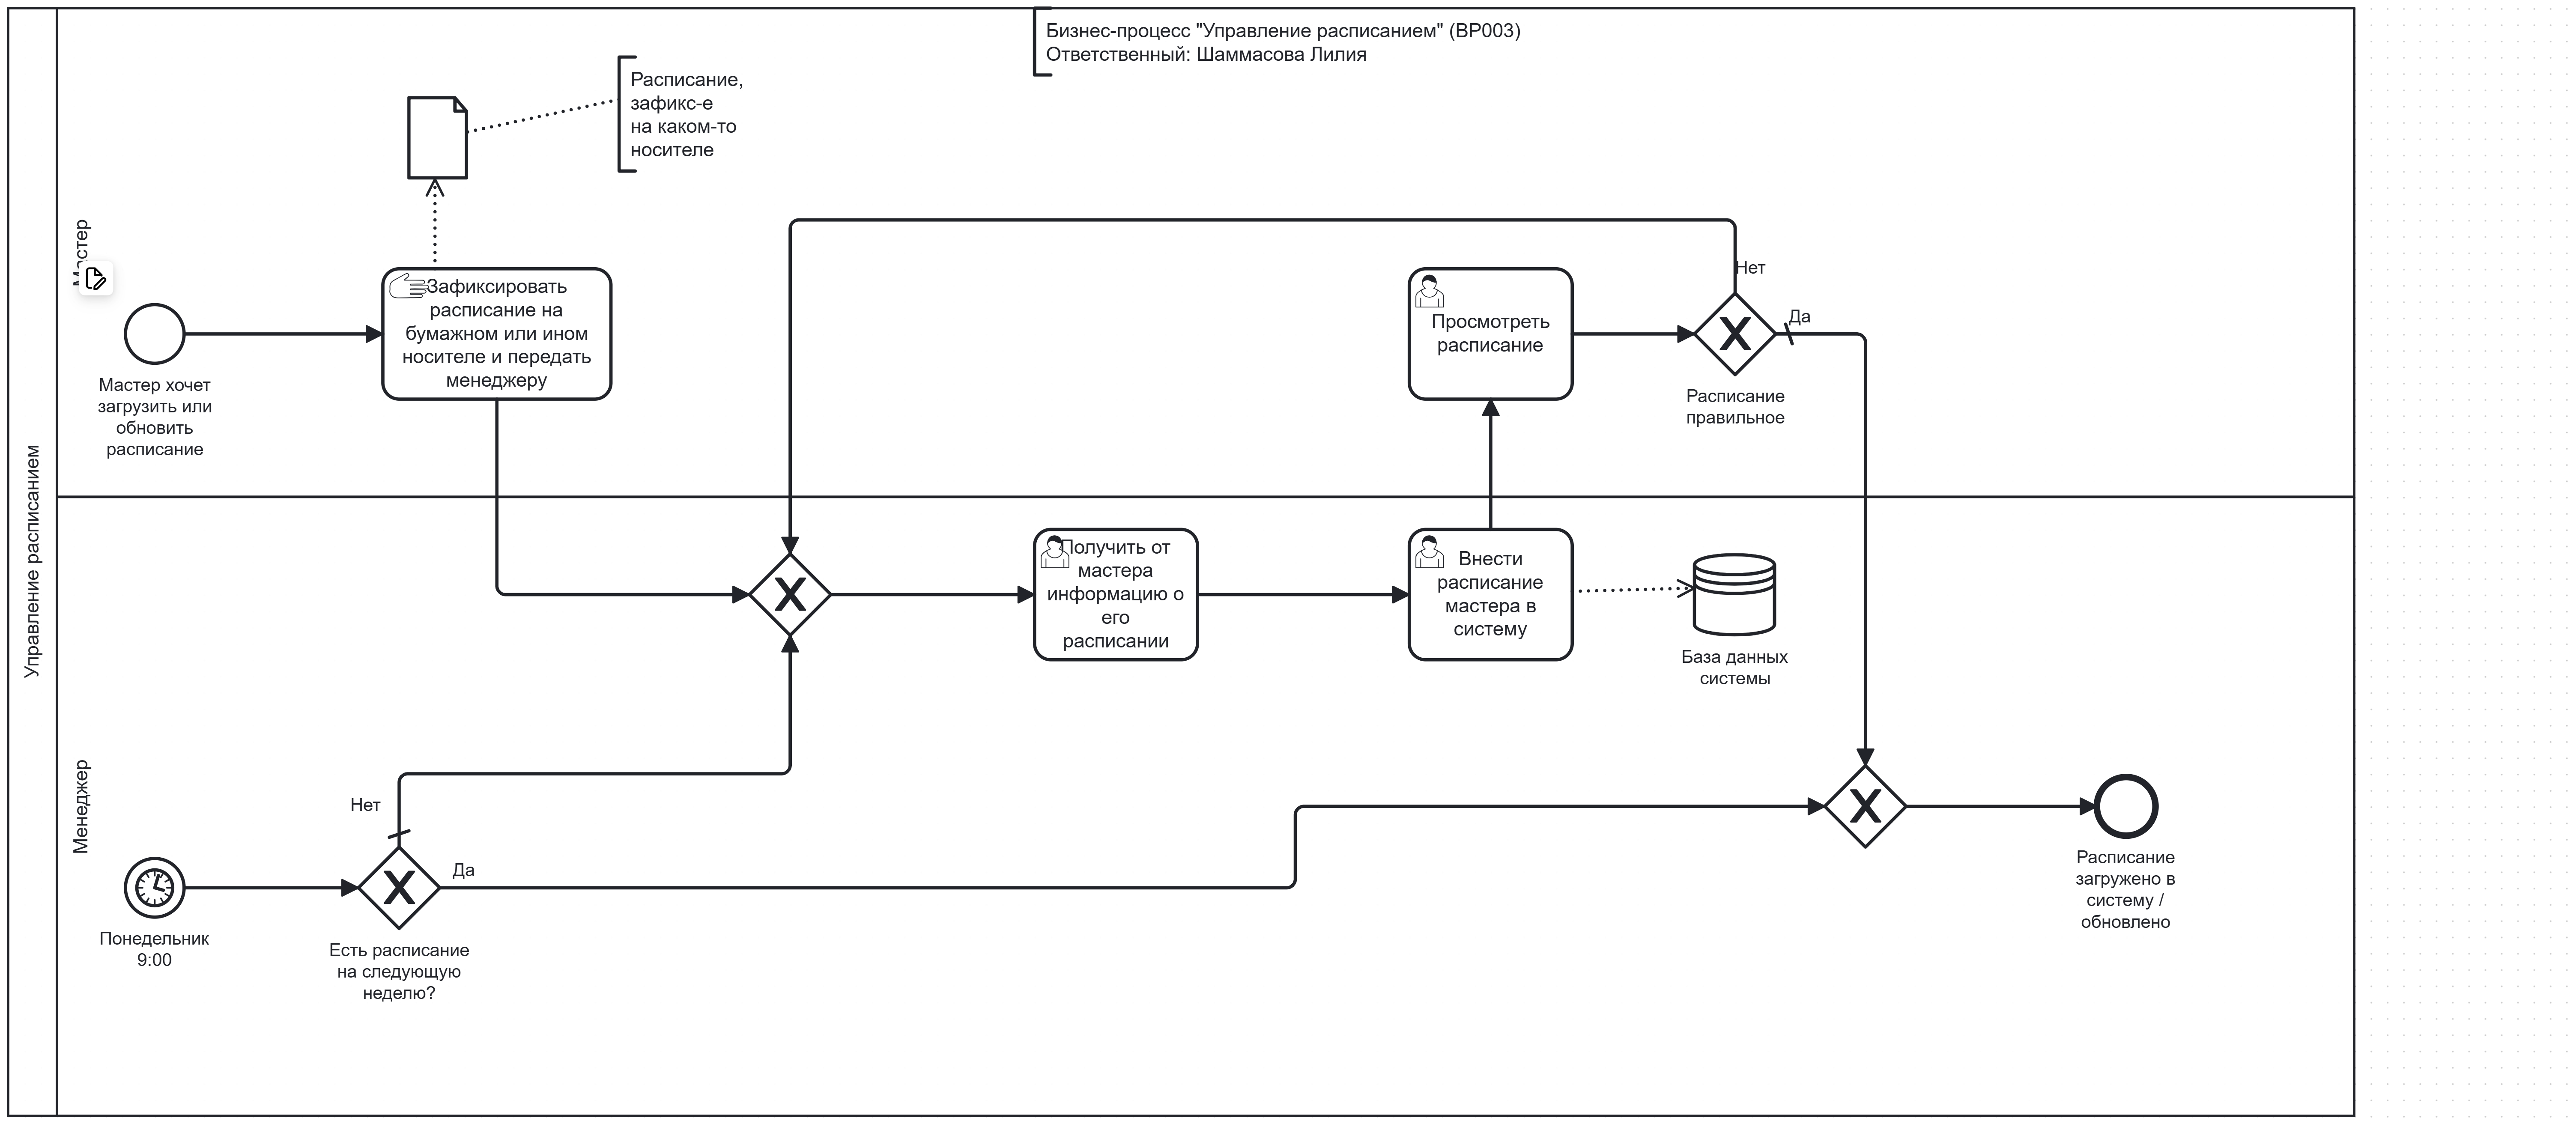 Бизнес-процесс "Управление расписанием" (BP003)
Ответственный: Шаммасова Лилия
Расписание,
зафикс-е
на каком-то
носителе
Управление расписанием
Мастер
Мастер хочет
загрузить или
обновить
расписание
Зафиксировать
расписание на
бумажном или ином
носителе и передать
менеджеру
Просмотреть
расписание
Нет
Да
Расписание
правильное
Менеджер
Получить от
мастера
информацию о
его
расписании
Внести
расписание
мастера в
систему
База данных
системы
Понедельник
9:00
Нет
Да
Есть расписание
на следующую
неделю?
Расписание
загружено в
систему /
обновлено